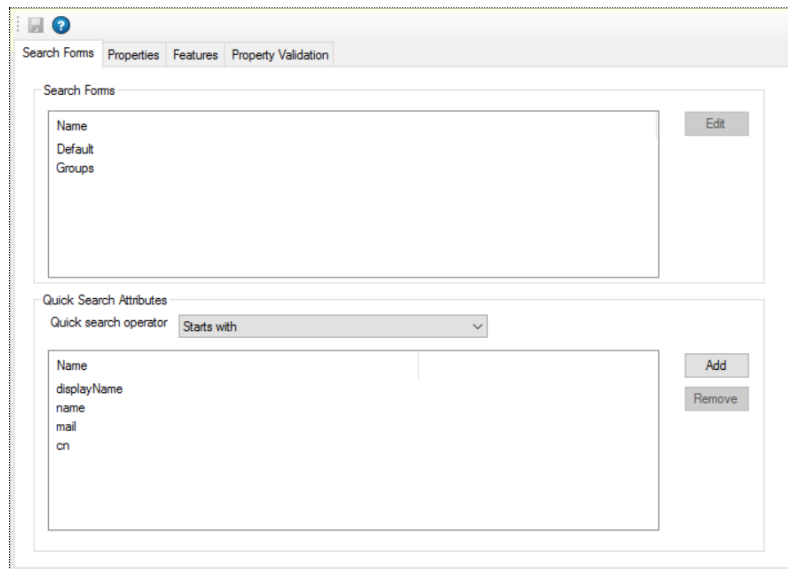 Search Forms Properties Features Property Validation
Search Forms
Name
Edit
Default
Groups
Quick Search Attributes
Quick search operator Starts with
Name
Add
displayName
name
Remove
mail
cn